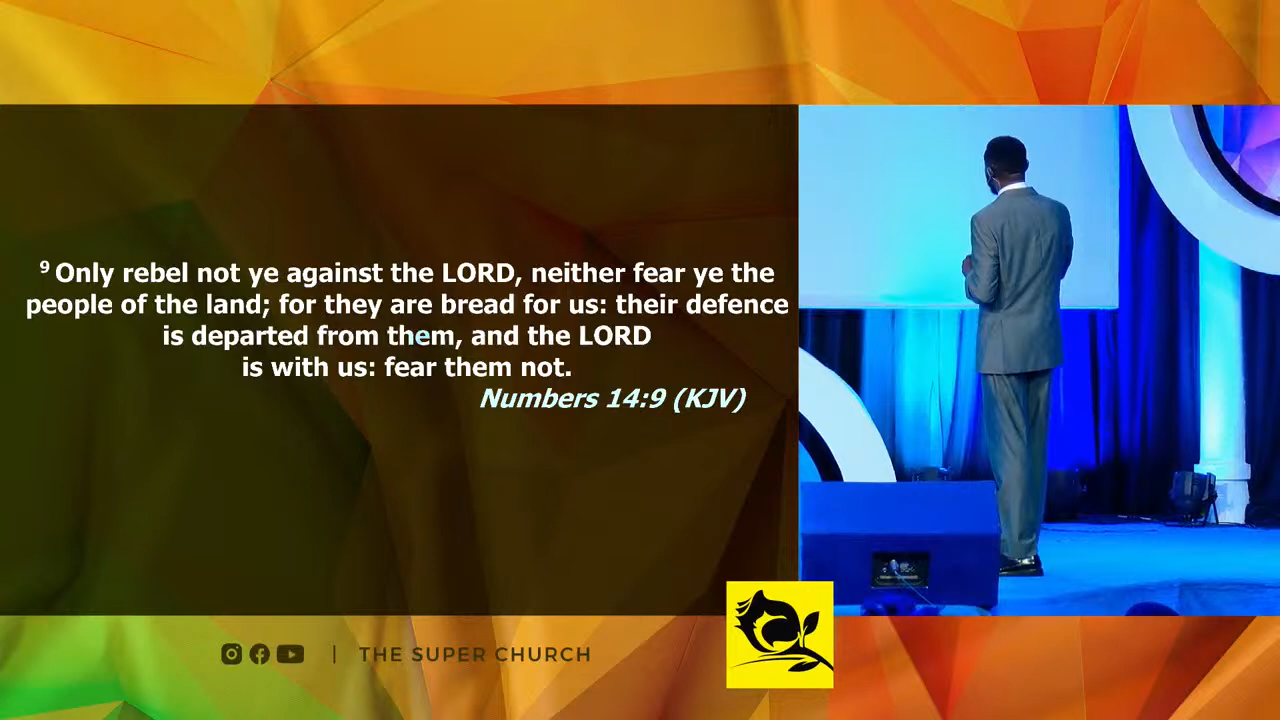 9 Only rebel not ye against the LORD, neither fear ye the
people of the land; for they are bread for us: their defence
is departed from them, and the LORD
is with us: fear them not.
Numbers 14:9 (KJV)
| THE SUPER CHURCH